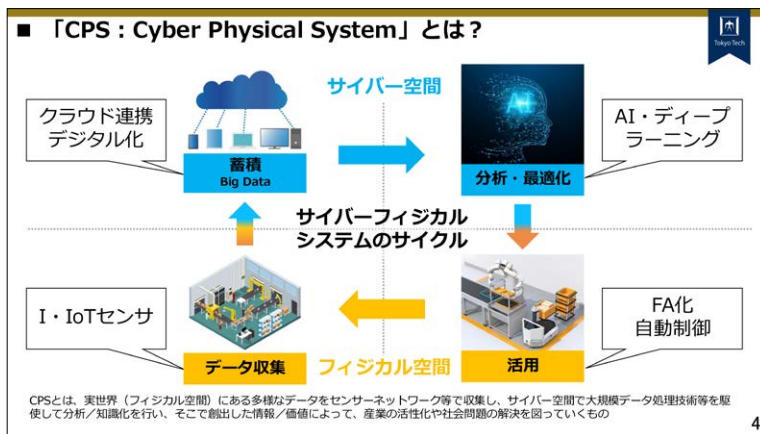 ■ 「CPS:Cyber Physical System」とは?
Tokyo Tech
サイバー空間
クラウド連携
デジタル化
蓄積
Big Data
AI
分析・最適化
AI・ディープ
ラーニング
サイバーフィジカル
システムのサイクル
I・IoTセンサ
データ収集
フィジカル空間
活用
FA化
自動制御
CPSとは、実世界(フィジカル空間)にある多様なデータをセンサーネットワーク等で収集し、サイバー空間で大規模データ処理技術等を駆
使して分析/知識化を行い、そこで創出した情報/価値によって、産業の活性化や社会問題の解決を図っていくもの
4